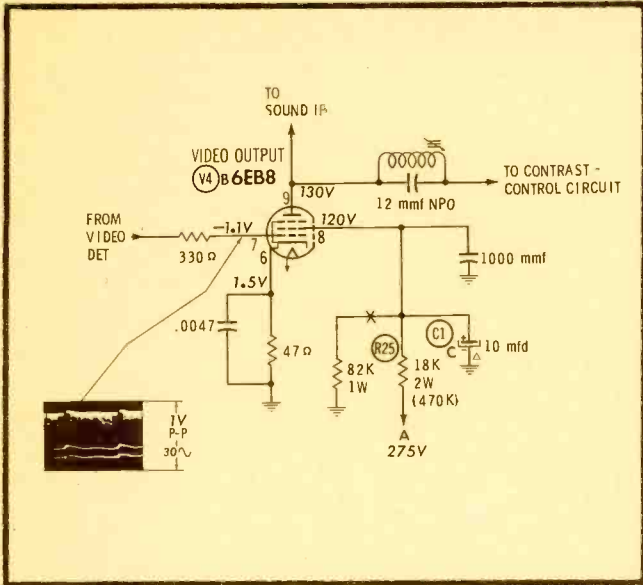 TO
SOUND IF
VIDEO OUTPUT
V4 B 6EB8
9
130V
TO CONTRAST-
CONTROL CIRCUIT
12 mmf NPO
FROM
VIDEO
DET
-1.1V
120V
7
8
6
330 Ω
1.5V
1000 mmf
.0047
47 Ω
R25
C1
C
+
10 mfd
82K
1W
18K
2W
(470K)
A
275V
1V
P-P
30∿